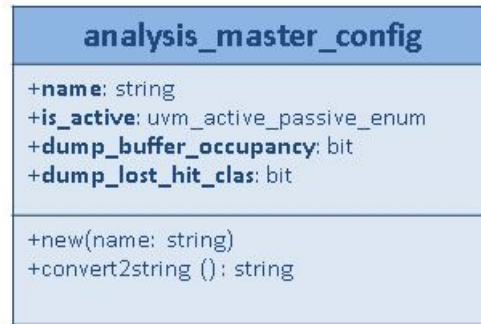 analysis_master_config
+name: string
+is_active: uvm_active_passive_enum
+dump_buffer_occupancy: bit
+dump_lost_hit_clas: bit
+new(name: string)
+convert2string (): string